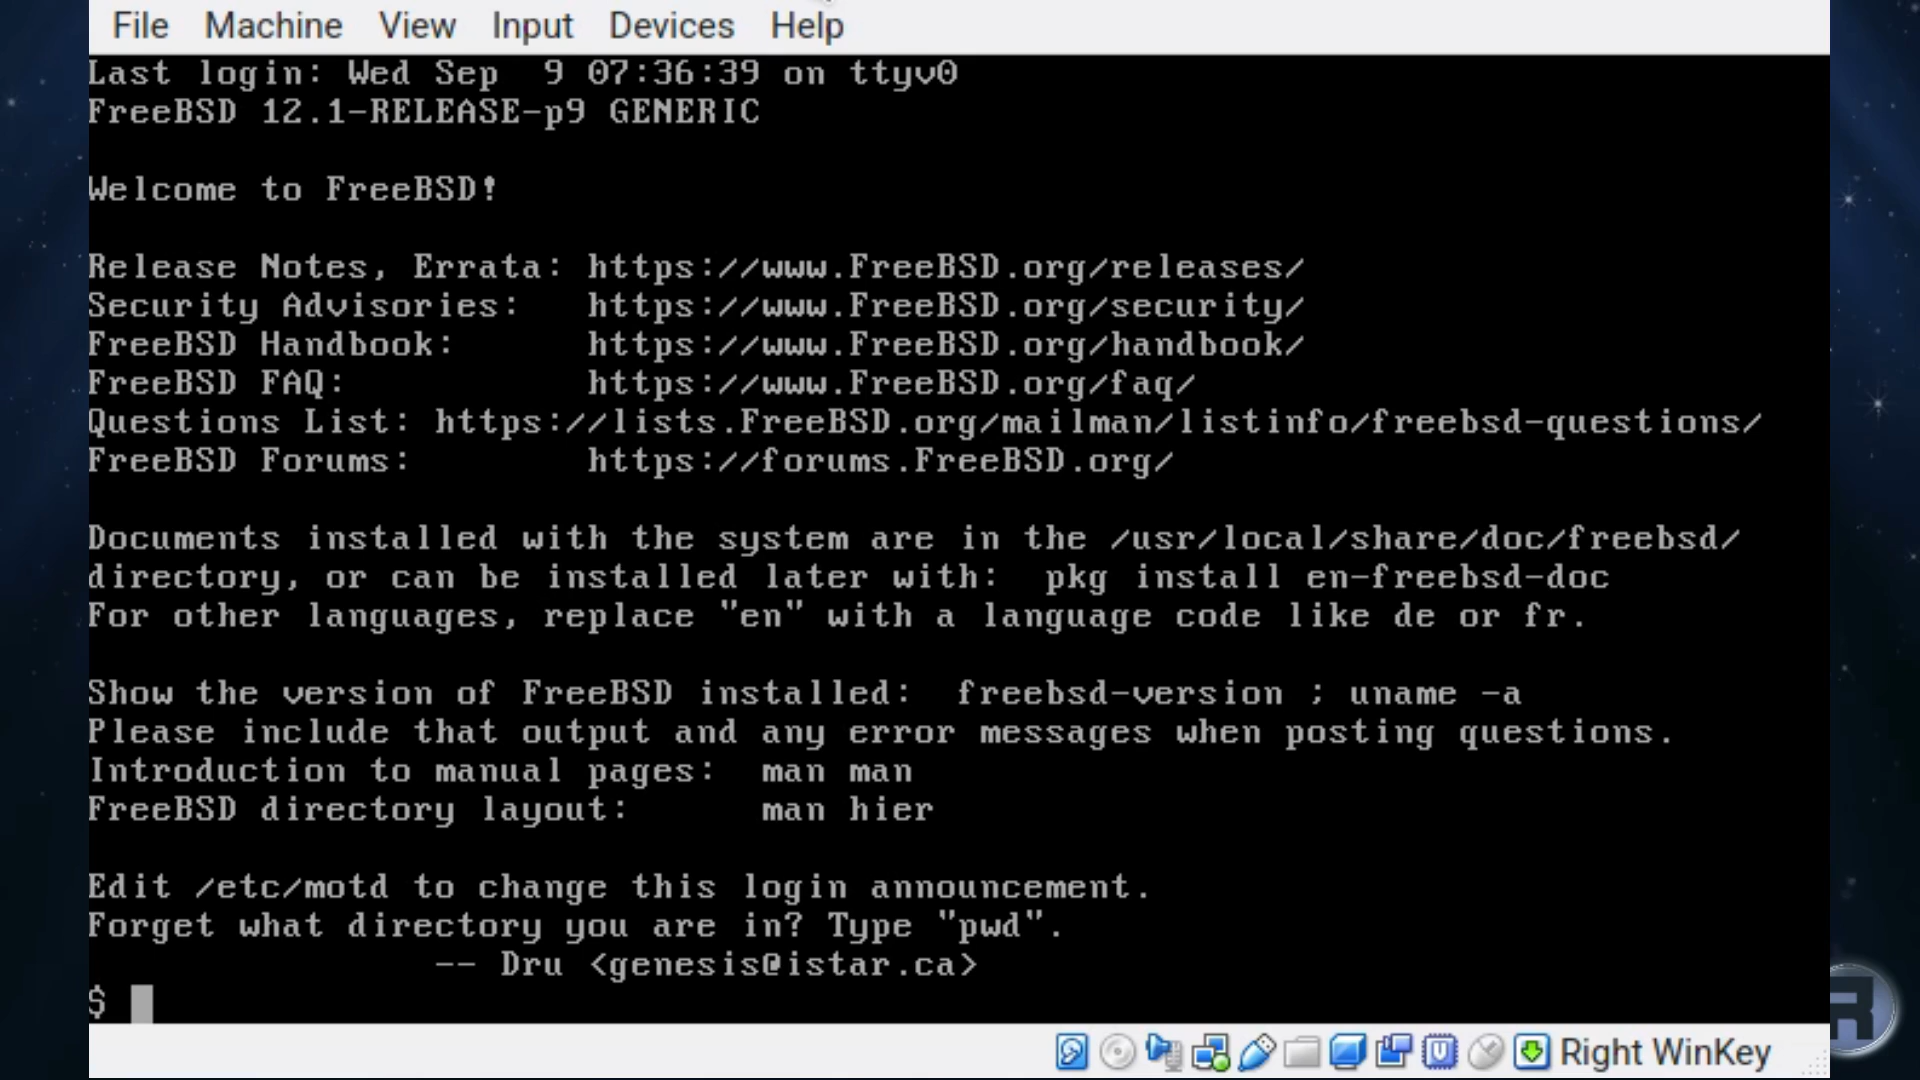 File Machine View Input Devices Help
Last login: Wed Sep  9 07:36:39 on ttyv0
FreeBSD 12.1-RELEASE-p9 GENERIC
Welcome to FreeBSD!
Release Notes, Errata: https://www.FreeBSD.org/releases/
Security Advisories:   https://www.FreeBSD.org/security/
FreeBSD Handbook:      https://www.FreeBSD.org/handbook/
FreeBSD FAQ:           https://www.FreeBSD.org/faq/
Questions List: https://lists.FreeBSD.org/mailman/listinfo/freebsd-questions/
FreeBSD Forums:        https://forums.FreeBSD.org/
Documents installed with the system are in the /usr/local/share/doc/freebsd/
directory, or can be installed later with:  pkg install en-freebsd-doc
For other languages, replace "en" with a language code like de or fr.
Show the version of FreeBSD installed:  freebsd-version ; uname -a
Please include that output and any error messages when posting questions.
Introduction to manual pages:  man man
FreeBSD directory layout:      man hier
Edit /etc/motd to change this login announcement.
Forget what directory you are in? Type "pwd".
                -- Dru <genesis@istar.ca>
$
Right WinKey
R